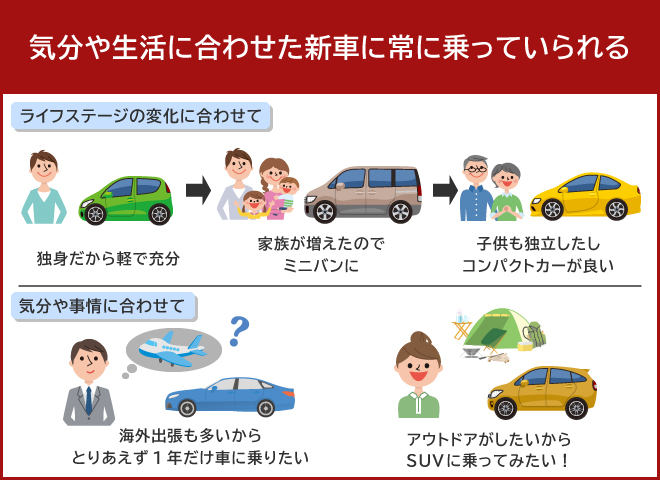 気分や生活に合わせた新車に常に乗っていられる
ライフステージの変化に合わせて
独身だから軽で充分
家族が増えたので
ミニバンに
子供も独立したし
コンパクトカーが良い
気分や事情に合わせて
?
海外出張も多いから
とりあえず1年だけ車に乗りたい
アウトドアがしたいから
SUVに乗ってみたい！